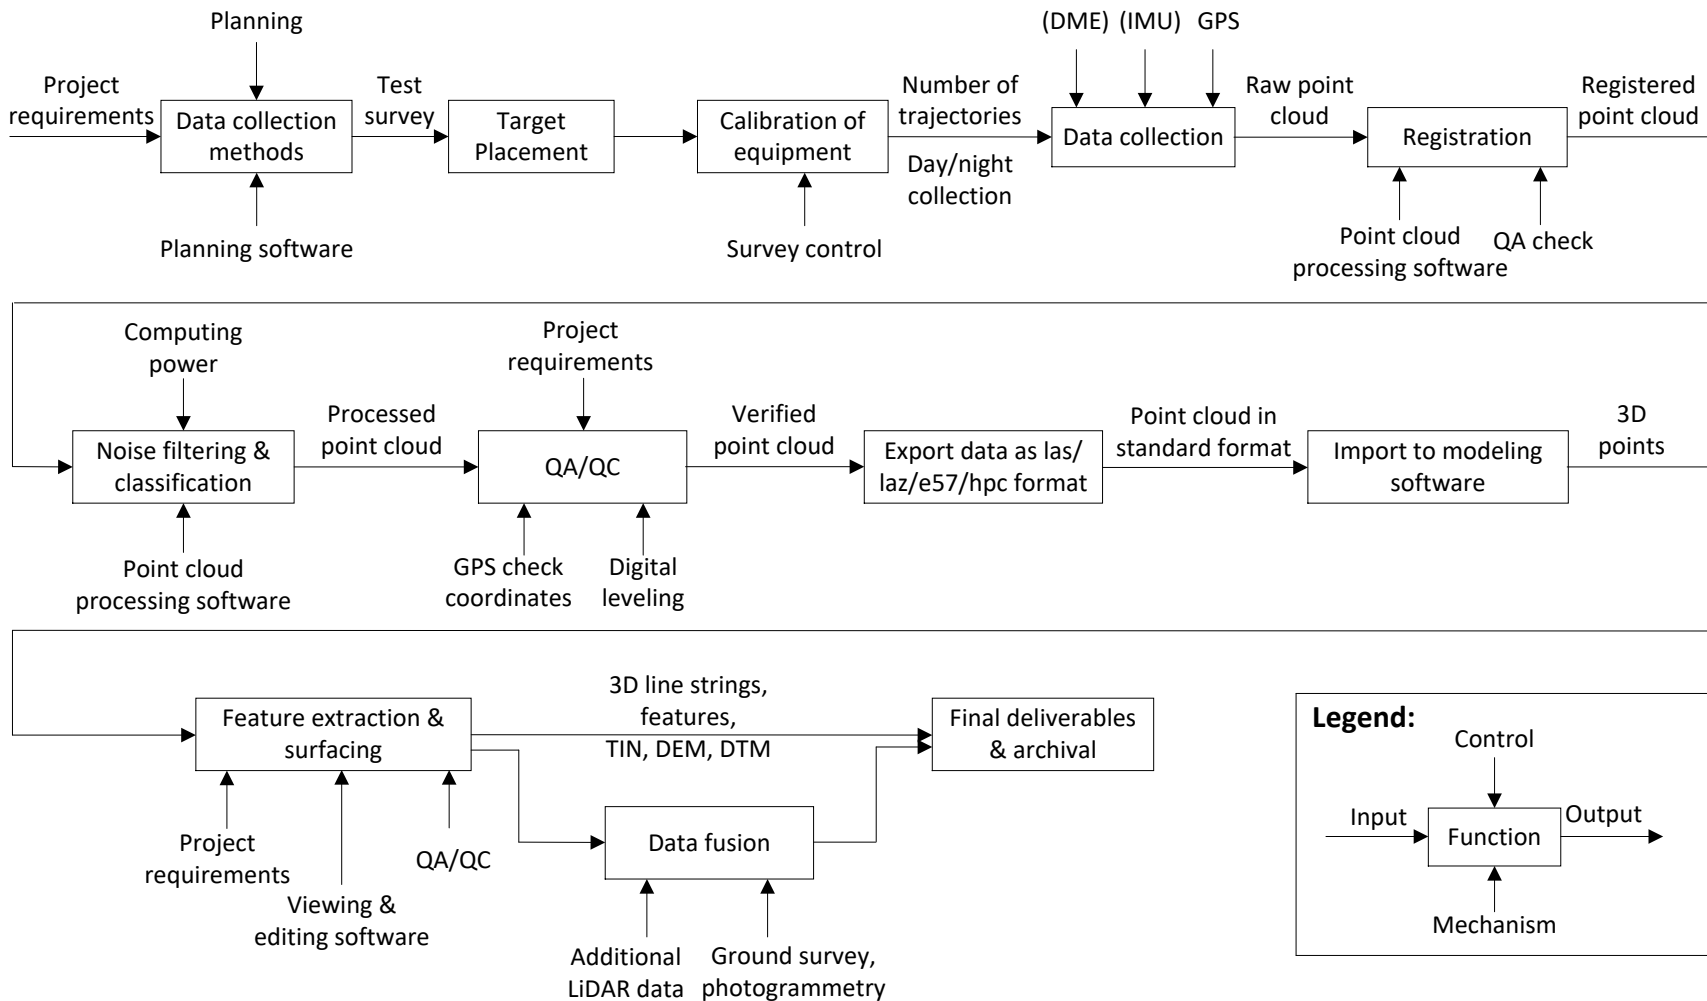 Planning
(DME) (IMU) GPS
Project
requirements
Data collection
methods
Test
survey
Target
Placement
Calibration of
equipment
Number of
trajectories
Day/night
collection
Data collection
Raw point
cloud
Registration
Registered
point cloud
Planning software
Survey control
Point cloud
processing software
QA check
Computing
power
Project
requirements
Noise filtering &
classification
Processed
point cloud
QA/QC
Verified
point cloud
Export data as las/
laz/e57/hpc format
Point cloud in
standard format
Import to modeling
software
3D
points
Point cloud
processing software
GPS check
coordinates
Digital
leveling
Feature extraction &
surfacing
3D line strings,
features,
TIN, DEM, DTM
Final deliverables
& archival
Project
requirements
Viewing &
editing software
QA/QC
Data fusion
Additional
LiDAR data
Ground survey,
photogrammetry
Legend:
Control
Input
Function
Output
Mechanism